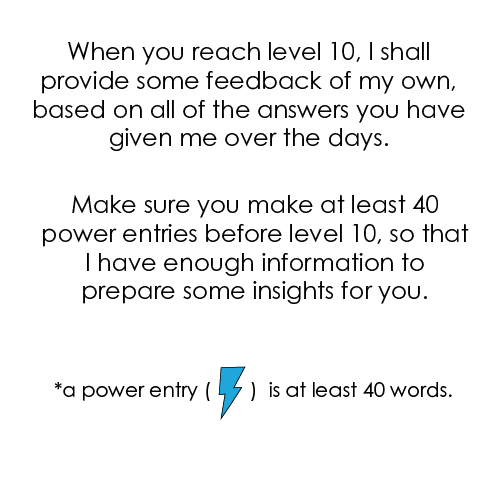 When you reach level 10, I shall
provide some feedback of my own,
based on all of the answers you have
given me over the days.
Make sure you make at least 40
power entries before level 10, so that
I have enough information to
prepare some insights for you.
*a power entry ( ) is at least 40 words.